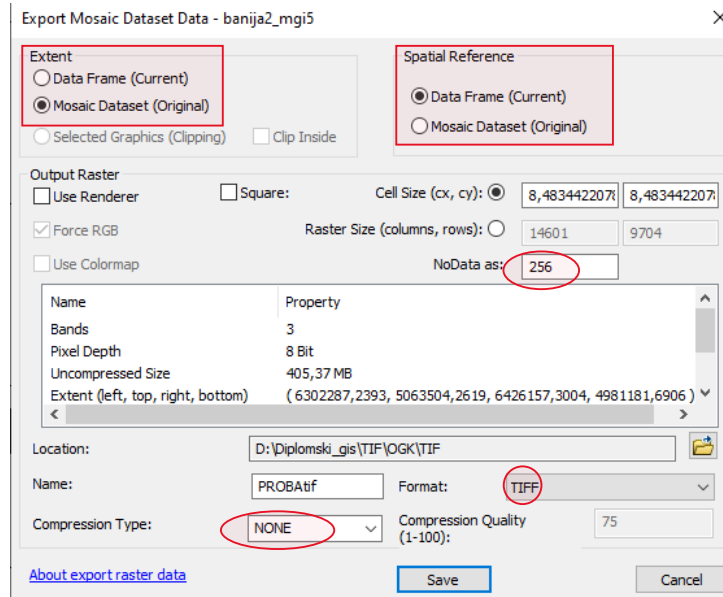 Export Mosaic Dataset Data - banija2_mgi5
Extent
Data Frame (Current)
Mosaic Dataset (Original)
Selected Graphics (Clipping) Clip Inside
Spatial Reference
Data Frame (Current)
Mosaic Dataset (Original)
Output Raster
Use Renderer Square: Cell Size (cx, cy): 8,4834422078 8,4834422078
Force RGB Raster Size (columns, rows): 14601 9704
Use Colormap NoData as: 256
Name Property
Bands 3
Pixel Depth 8 Bit
Uncompressed Size 405,37 MB
Extent (left, top, right, bottom) ( 6302287,2393, 5063504,2619, 6426157,3004, 4981181,6906 )
Location: D:\Diplomski_gis\TIF\OGK\TIF
Name: PROBAtif Format: TIFF
Compression Type: NONE Compression Quality
(1-100): 75
About export raster data Save Cancel